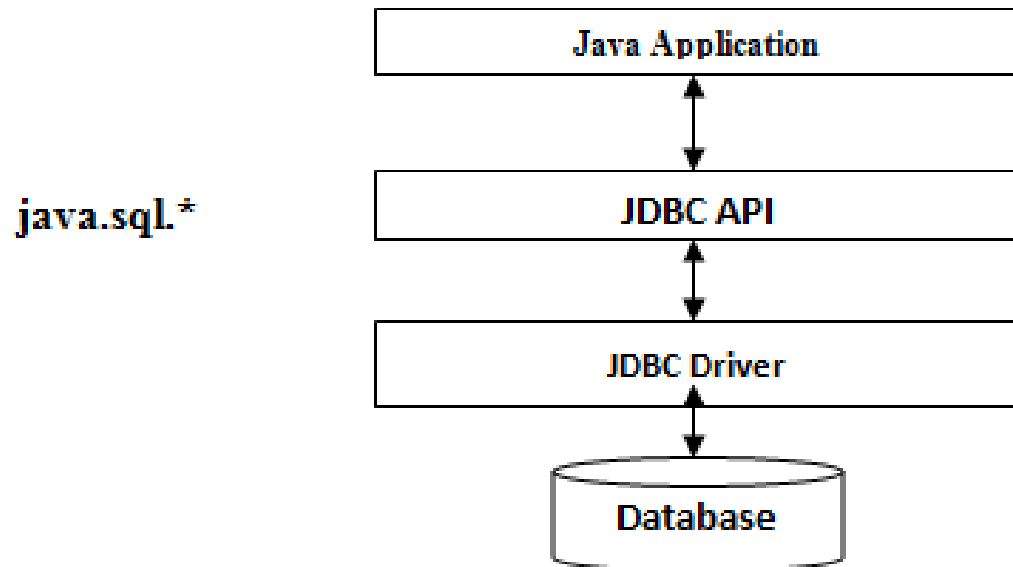 Java Application
java.sql.*
JDBC API
JDBC Driver
Database